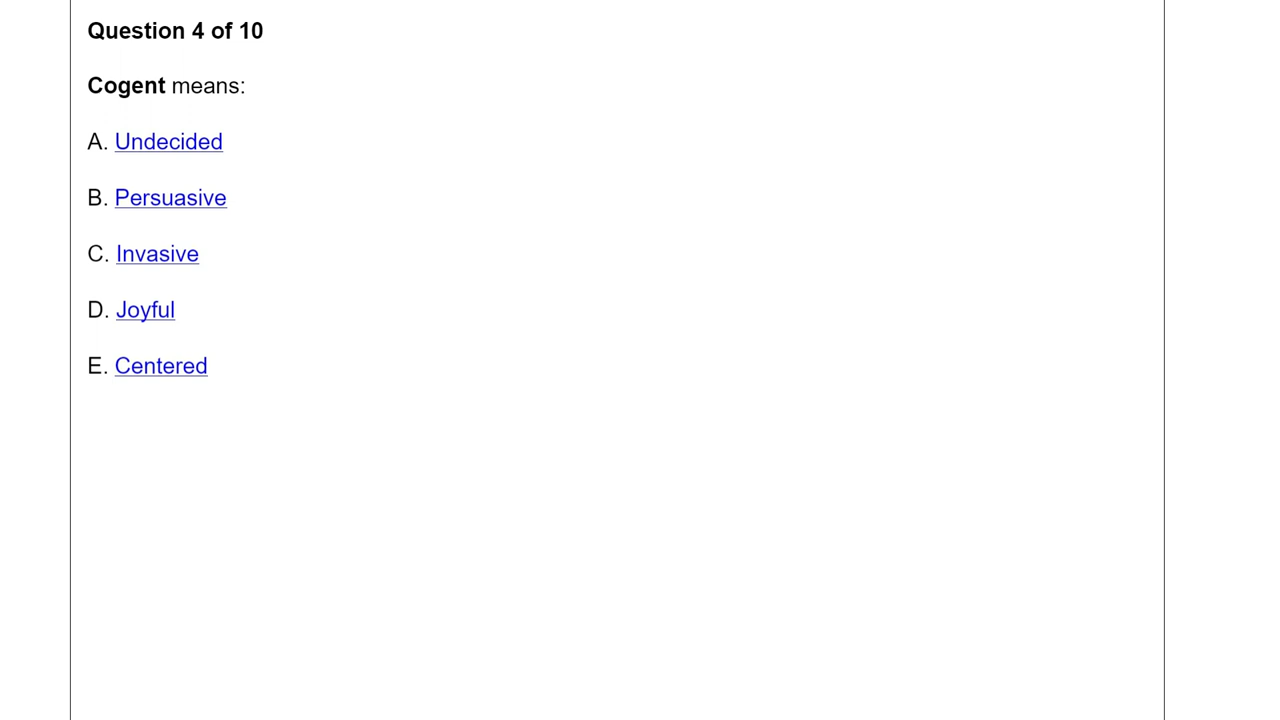 Question 4 of 10
Cogent means:
A. Undecided
B. Persuasive
C. Invasive
D. Joyful
E. Centered